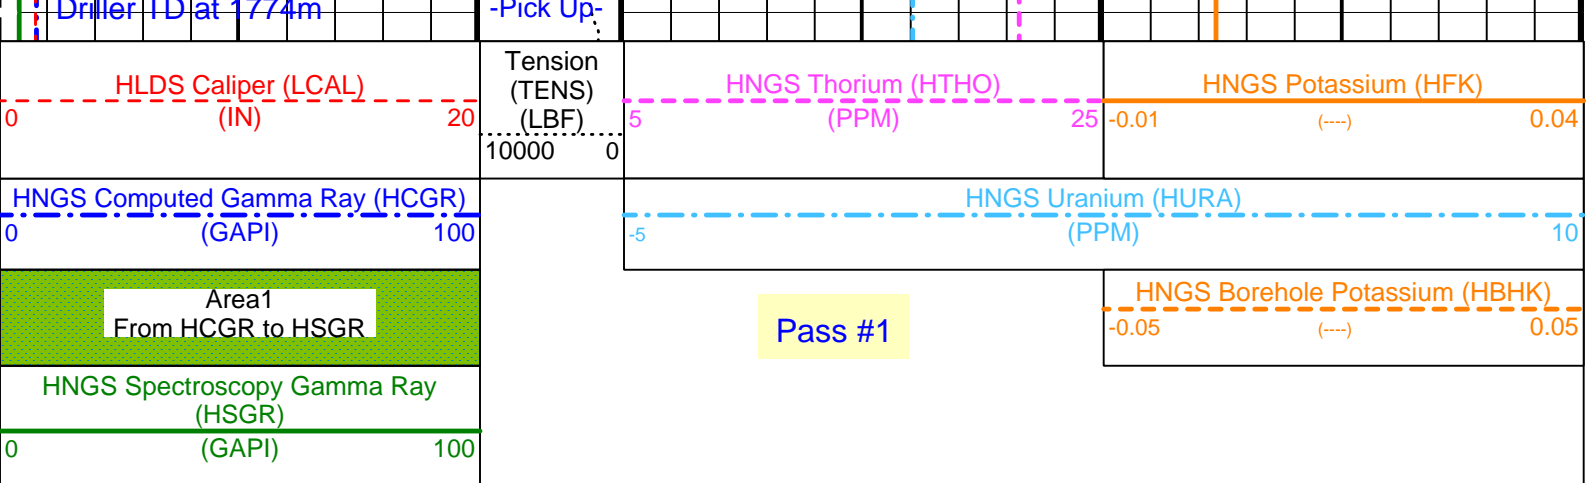 Driller TD at 1774m
-Pick Up-
HLDS Caliper (LCAL)
0 (IN) 20
Tension
(TENS)
(LBF)
10000 0
HNGS Thorium (HTHO)
5 (PPM) 25
HNGS Potassium (HFK)
-0.01 (----) 0.04
HNGS Computed Gamma Ray (HCGR)
0 (GAPI) 100
HNGS Uranium (HURA)
-5 (PPM) 10
Area1
From HCGR to HSGR
Pass #1
HNGS Borehole Potassium (HBHK)
-0.05 (----) 0.05
HNGS Spectroscopy Gamma Ray
(HSGR)
0 (GAPI) 100